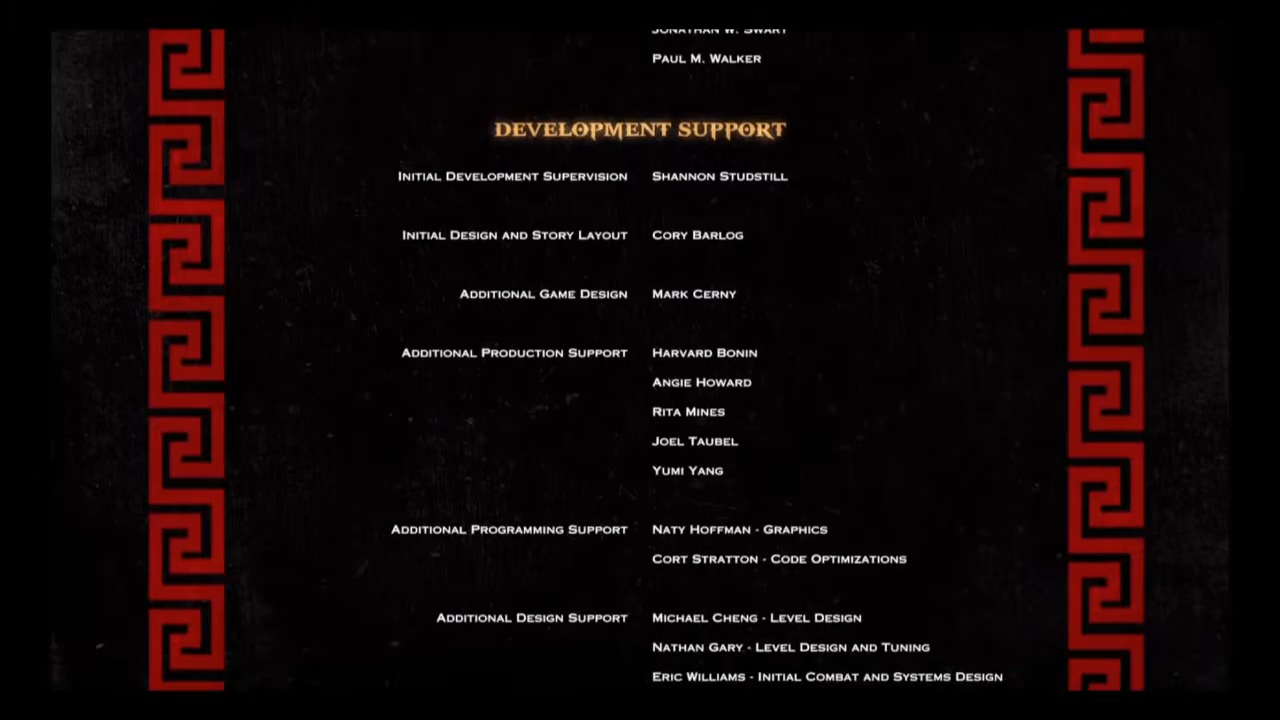 Jonathan W. Swart
Paul M. Walker
DEVELOPMENT SUPPORT
Initial Development Supervision Shannon Studstill
Initial Design and Story Layout Cory Barlog
Additional Game Design Mark Cerny
Additional Production Support Harvard Bonin
Angie Howard
Rita Mines
Joel Taubel
Yumi Yang
Additional Programming Support Naty Hoffman - Graphics
Cort Stratton - Code Optimizations
Additional Design Support Michael Cheng - Level Design
Nathan Gary - Level Design and Tuning
Eric Williams - Initial Combat and Systems Design